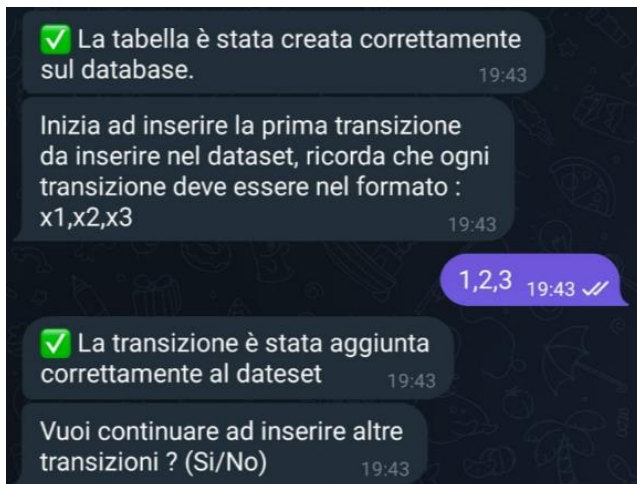 ✅ La tabella è stata creata correttamente
sul database.
19:43
Inizia ad inserire la prima transizione
da inserire nel dataset, ricorda che ogni
transizione deve essere nel formato :
x1,x2,x3
19:43
1,2,3 19:43
✅ La transizione è stata aggiunta
correttamente al dateset
19:43
Vuoi continuare ad inserire altre
transizioni ? (Si/No)
19:43